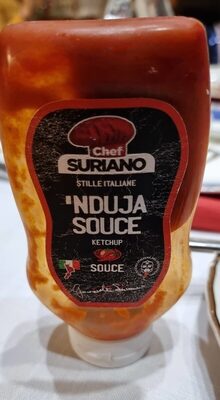 Chef
SURIANO
STILLE ITALIANE
'NDUJA
SOUCE
KETCHUP
SOUCE